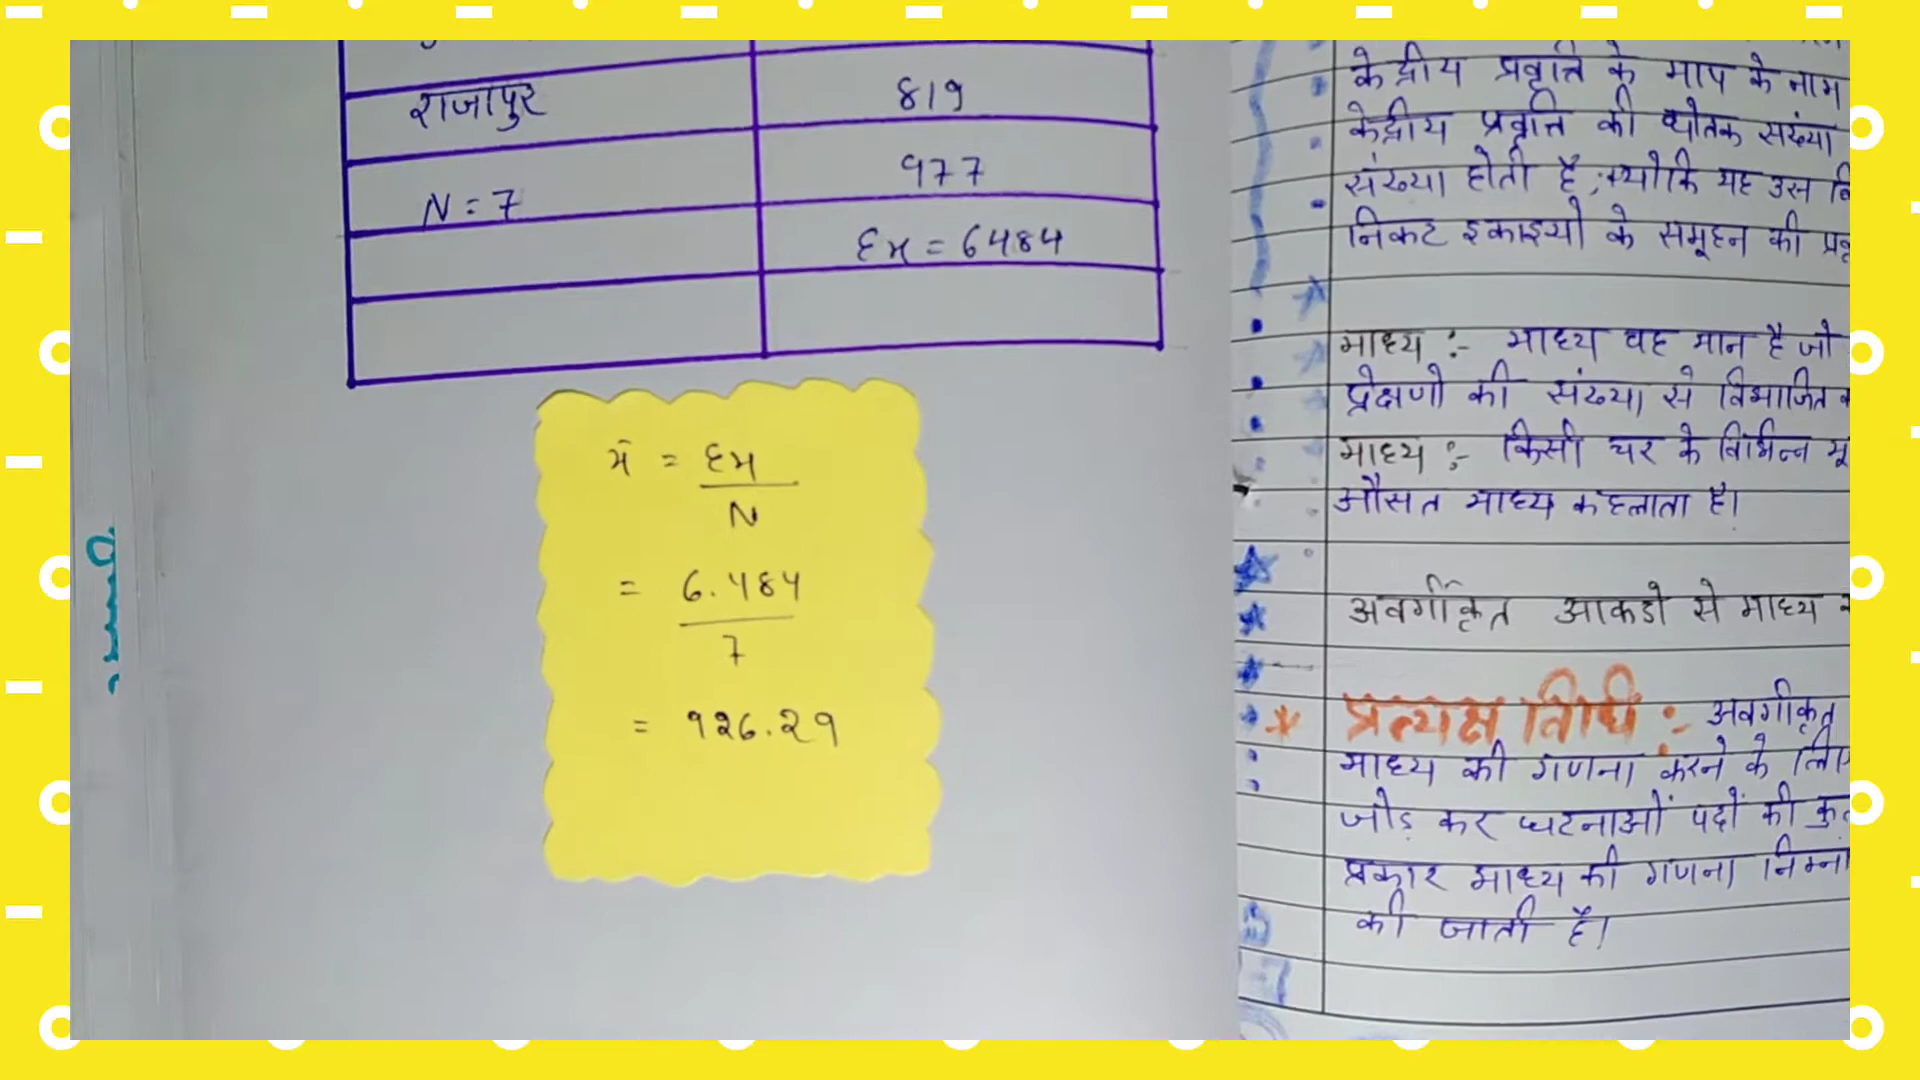 राजापुर 819
977
N = 7
Σx = 6484
x̄ = Σx
N
= 6.484
7
= 926.29
केन्द्रीय प्रवृत्ति के माप के नाम
केंद्रीय प्रवृत्ति की धोतक संख्या
संख्या होती है, क्योकि यह उस
निकट इकाइयो के समूहन की
माध्य :- माध्य वह मान है जो
प्रेक्षणो की संख्या से विभाजित
माध्य :- किसी चर के विभिन्न
औसत माध्य कहलाता है।
अवर्गीकृत आकडो से माध्य
* प्रत्यक्ष विधि :- अवर्गीकृत
माध्य की गणना करने के
जोड़ कर घटनाओं पदों की
प्रकार माध्य की गणना
की जाती है।